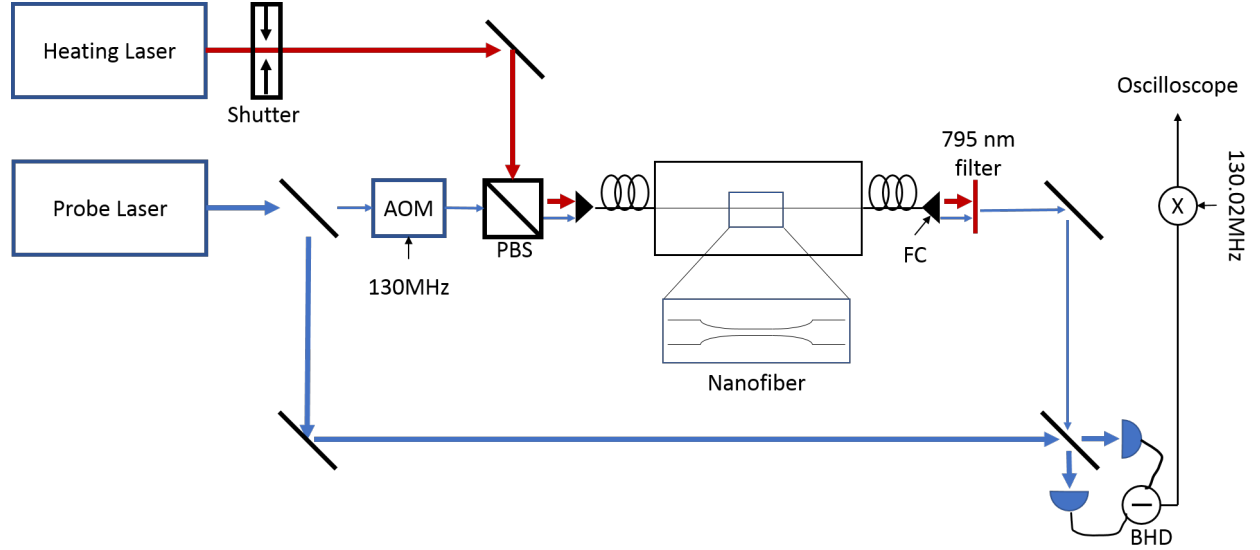 Heating Laser
Shutter
Oscilloscope
795 nm
filter
130.02MHz
Probe Laser
AOM
X
PBS
FC
130MHz
Nanofiber
BHD